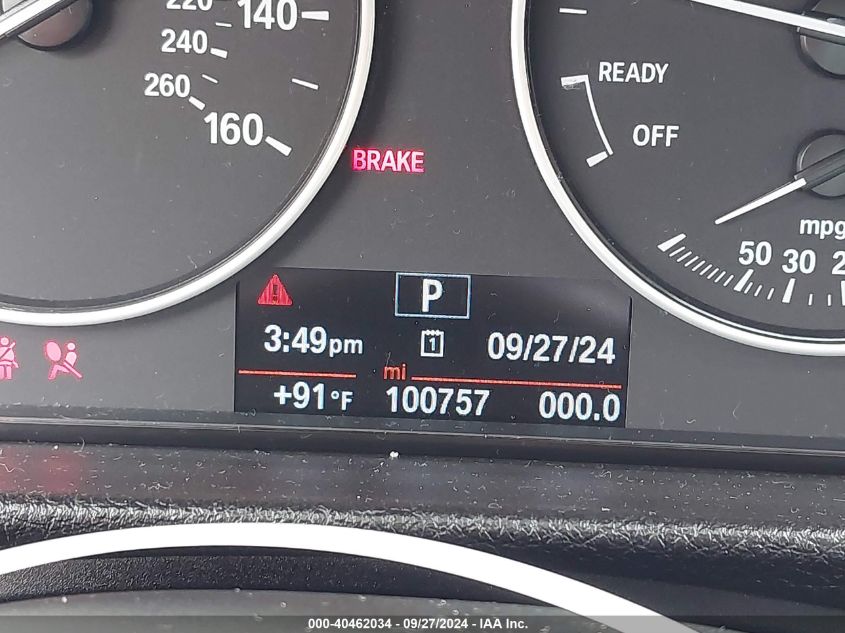 220
140
240
260
160
READY
OFF
BRAKE
mpg
50 30
P
3:49pm
1
09/27/24
mi
+91°F
100757
000.0
000-40462034 - 09/27/2024 - IAA Inc.